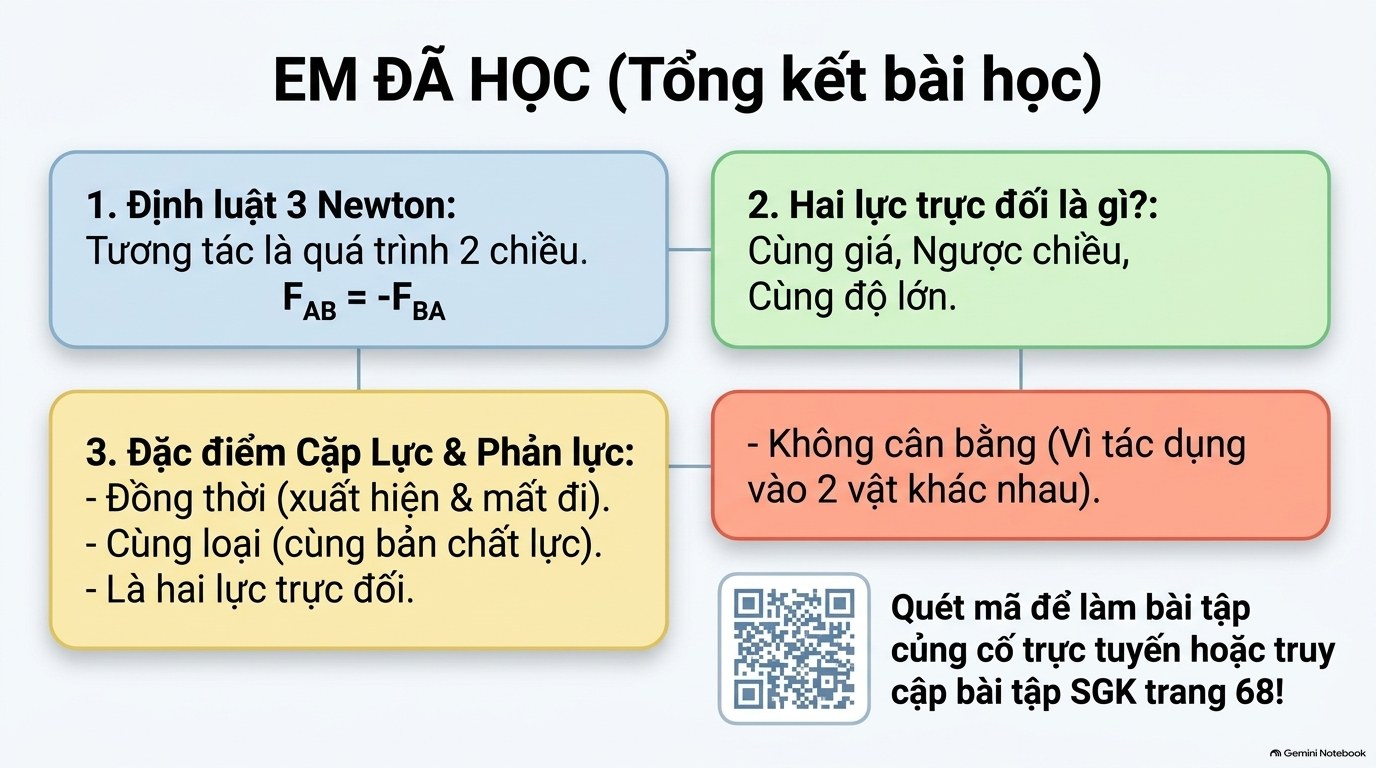 EM ĐÃ HỌC (Tổng kết bài học)
1. Định luật 3 Newton:
Tương tác là quá trình 2 chiều.
F_AB = -F_BA
2. Hai lực trực đối là gì?:
Cùng giá, Ngược chiều,
Cùng độ lớn.
3. Đặc điểm Cặp Lực & Phản lực:
- Đồng thời (xuất hiện & mất đi).
- Cùng loại (cùng bản chất lực).
- Là hai lực trực đối.
- Không cân bằng (Vì tác dụng
vào 2 vật khác nhau).
Quét mã để làm bài tập
củng cố trực tuyến hoặc truy
cập bài tập SGK trang 68!
Gemini Notebook